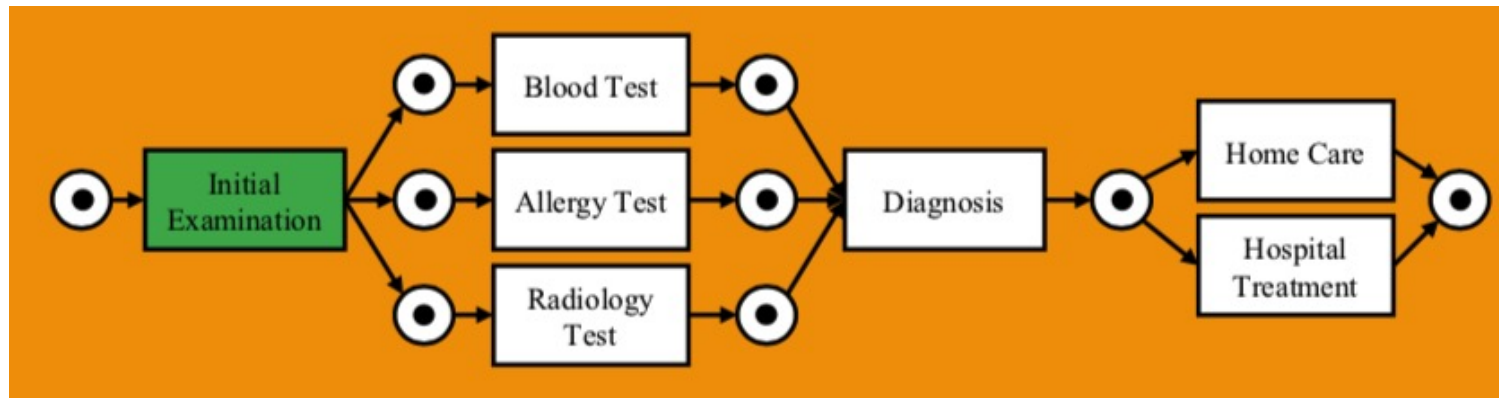 Initial
Examination
Blood Test
Allergy Test
Radiology
Test
Diagnosis
Home Care
Hospital
Treatment